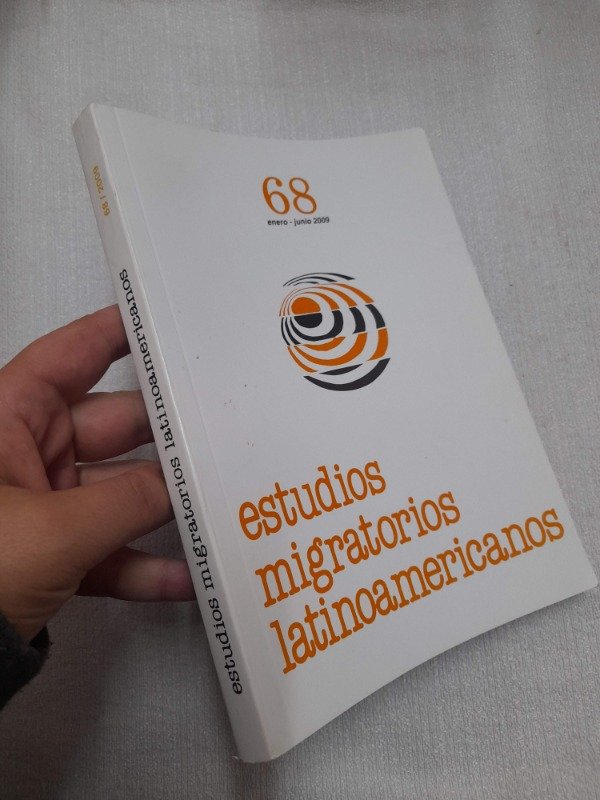 68
enero - junio 2009
estudios
migratorios
latinoamericanos
68 / 2009
estudios migratorios latinoamericanos